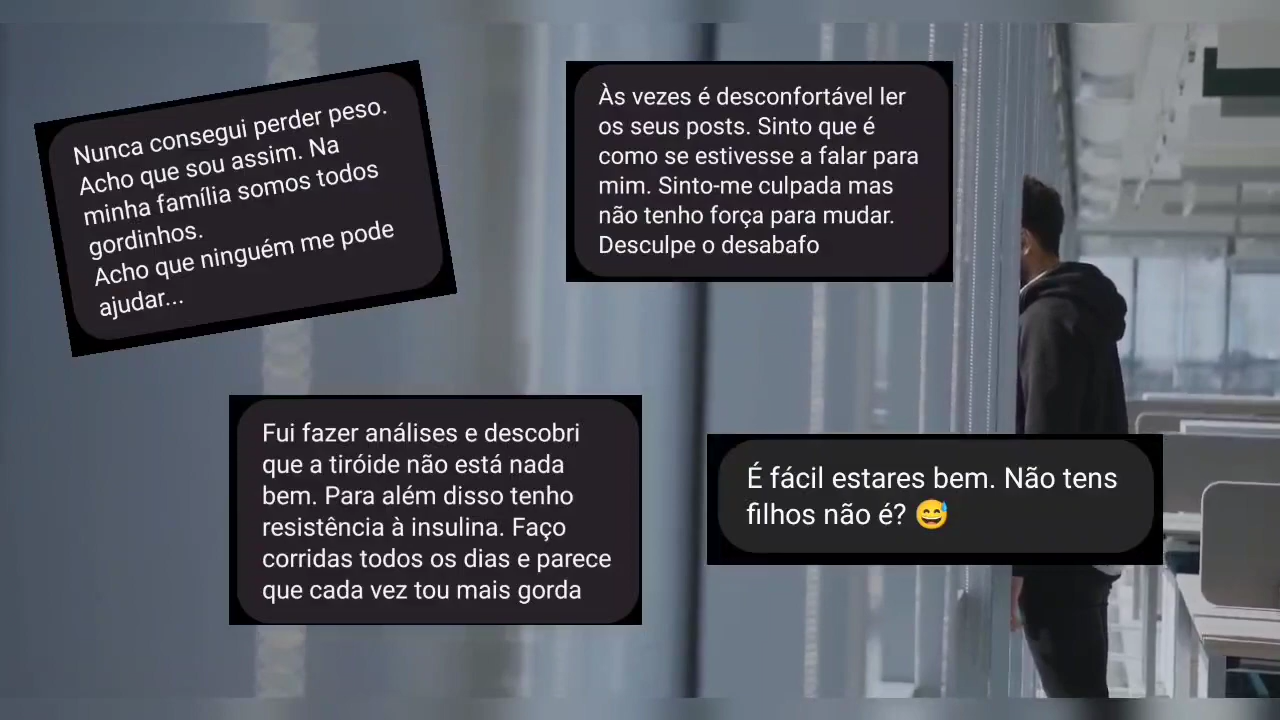 Nunca consegui perder peso.
Acho que sou assim. Na
minha família somos todos
gordinhos.
Acho que ninguém me pode
ajudar...
Às vezes é desconfortável ler
os seus posts. Sinto que é
como se estivesse a falar para
mim. Sinto-me culpada mas
não tenho força para mudar.
Desculpe o desabafo
Fui fazer análises e descobri
que a tiróide não está nada
bem. Para além disso tenho
resistência à insulina. Faço
corridas todos os dias e parece
que cada vez tou mais gorda
É fácil estares bem. Não tens
filhos não é? 😅